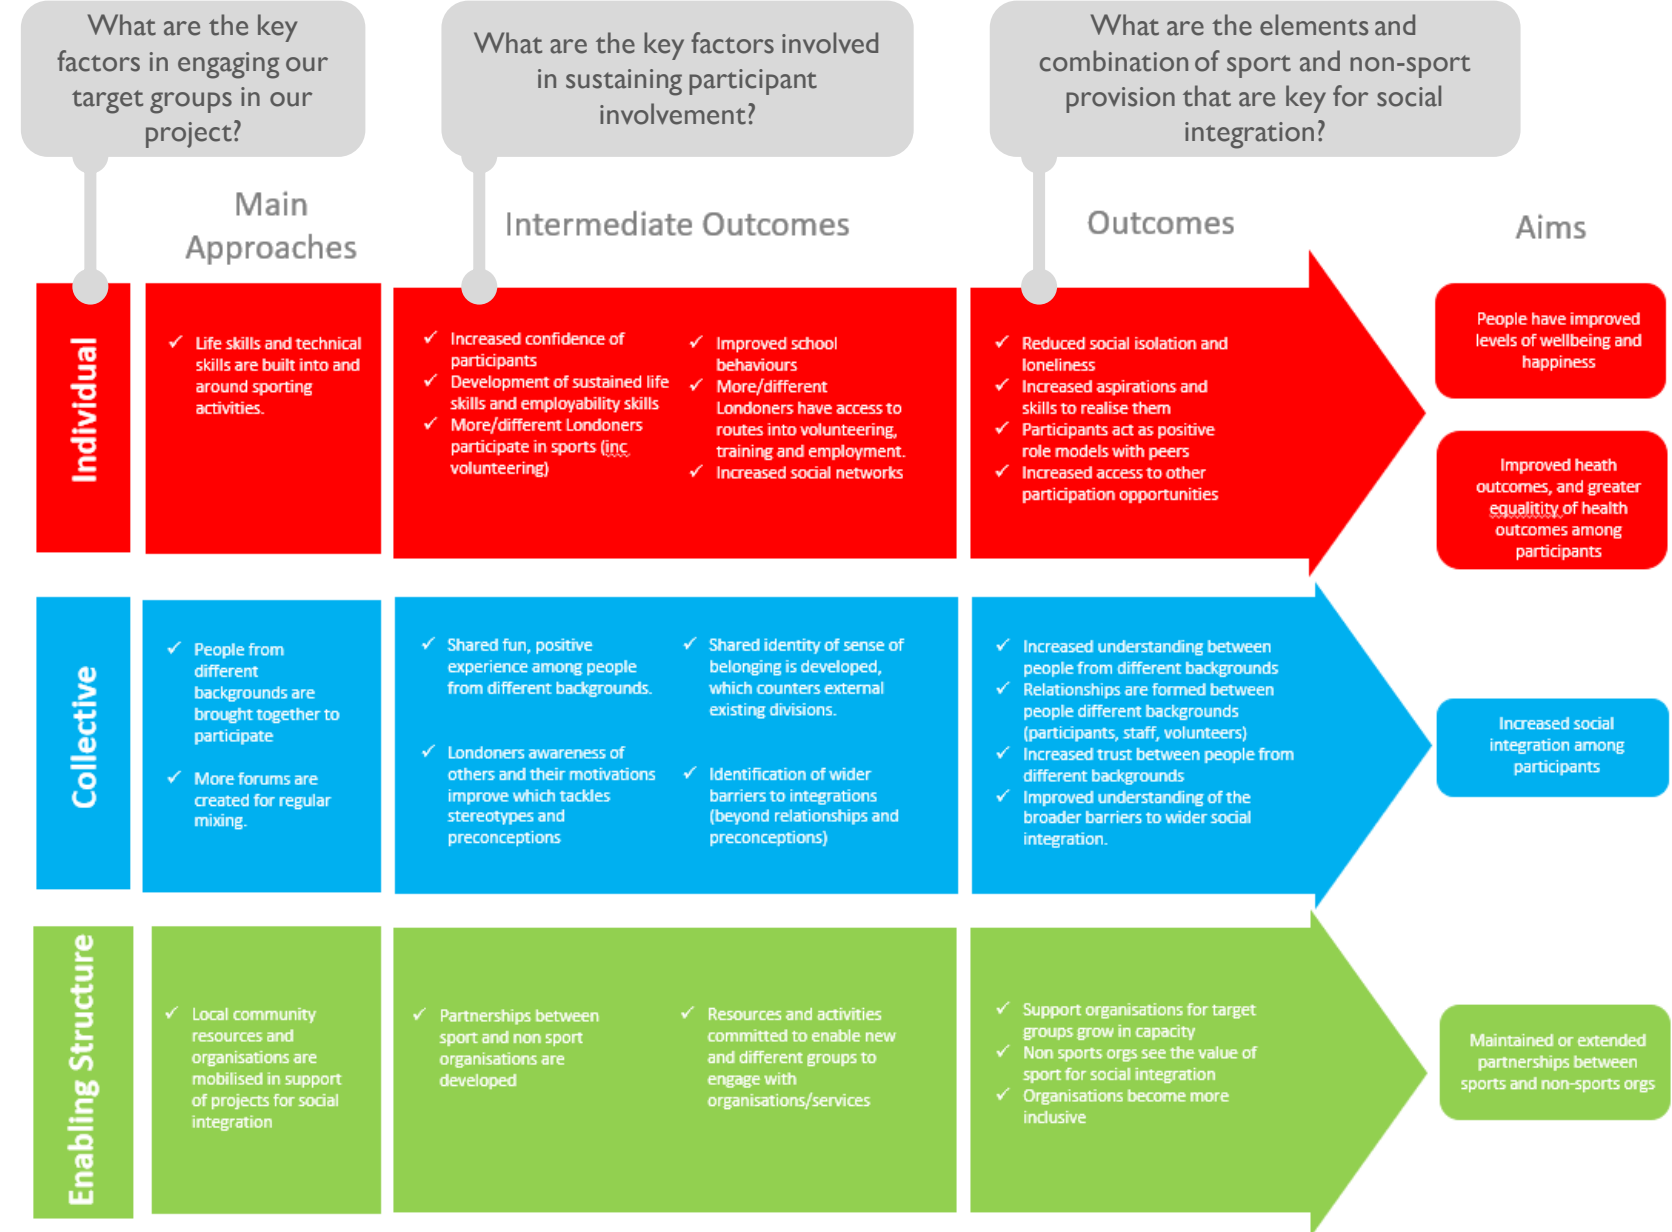 What are the key
factors in engaging our
target groups in our
project?
What are the key factors involved
in sustaining participant
involvement?
What are the elements and
combination of sport and non-sport
provision that are key for social
integration?
Main
Approaches
Intermediate Outcomes
Outcomes
Aims
Individual
✓ Life skills and technical
skills are built into and
around sporting
activities.
✓ Increased confidence of
participants
✓ Development of sustained life
skills and employability skills
✓ More/different Londoners
participate in sports (inc
volunteering)
✓ Improved school
behaviours
✓ More/different
Londoners have access to
routes into volunteering,
training and employment.
✓ Increased social networks
✓ Reduced social isolation and
loneliness
✓ Increased aspirations and
skills to realise them
✓ Participants act as positive
role models with peers
✓ Increased access to other
participation opportunities
People have improved
levels of wellbeing and
happiness
Improved heath
outcomes, and greater
equalitity of health
outcomes among
participants
Collective
✓ People from
different
backgrounds are
brought together to
participate
✓ More forums are
created for regular
mixing.
✓ Shared fun, positive
experience among people
from different backgrounds.
✓ Londoners awareness of
others and their motivations
improve which tackles
stereotypes and
preconceptions
✓ Shared identity of sense of
belonging is developed,
which counters external
existing divisions.
✓ Identification of wider
barriers to integrations
(beyond relationships and
preconceptions)
✓ Increased understanding between
people from different backgrounds
✓ Relationships are formed between
people different backgrounds
(participants, staff, volunteers)
✓ Increased trust between people from
different backgrounds
✓ Improved understanding of the
broader barriers to wider social
integration.
Increased social
integration among
participants
Enabling Structure
✓ Local community
resources and
organisations are
mobilised in support
of projects for social
integration
✓ Partnerships between
sport and non sport
organisations are
developed
✓ Resources and activities
committed to enable new
and different groups to
engage with
organisations/services
✓ Support organisations for target
groups grow in capacity
✓ Non sports orgs see the value of
sport for social integration
✓ Organisations become more
inclusive
Maintained or extended
partnerships between
sports and non-sports orgs